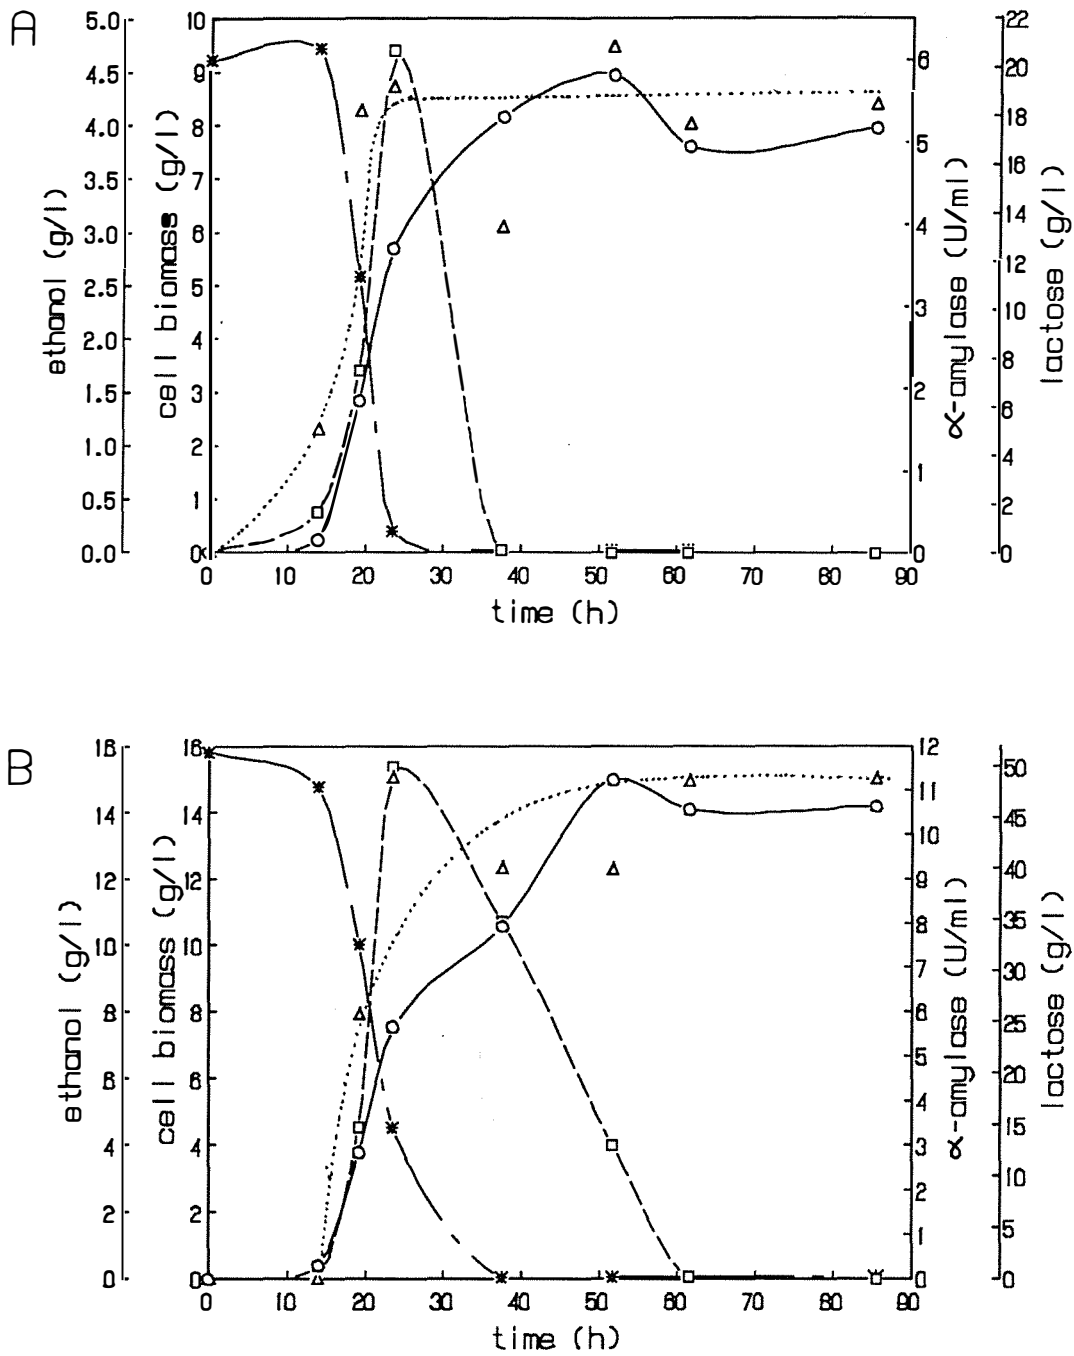 A
5.0 10 22
4.5 9 6 20
4.0 8 5 18
3.5 7 16
3.0 6 4 14
2.5 5 3 12
2.0 4 10
1.5 3 2 8
1.0 2 6
0.5 1 1 4
0.0 0 0 2
0
ethanol (g/l)
cell biomass (g/l)
α-amylase (U/ml)
lactose (g/l)
0 10 20 30 40 50 60 70 80 90
time (h)
B
16 16 12
14 14 11 50
12 12 10 45
10 10 9 40
8 8 8 35
6 6 7 30
4 4 6 25
2 2 5 20
0 0 4 15
3 10
2 5
1 0
0
ethanol (g/l)
cell biomass (g/l)
α-amylase (U/ml)
lactose (g/l)
0 10 20 30 40 50 60 70 80 90
time (h)